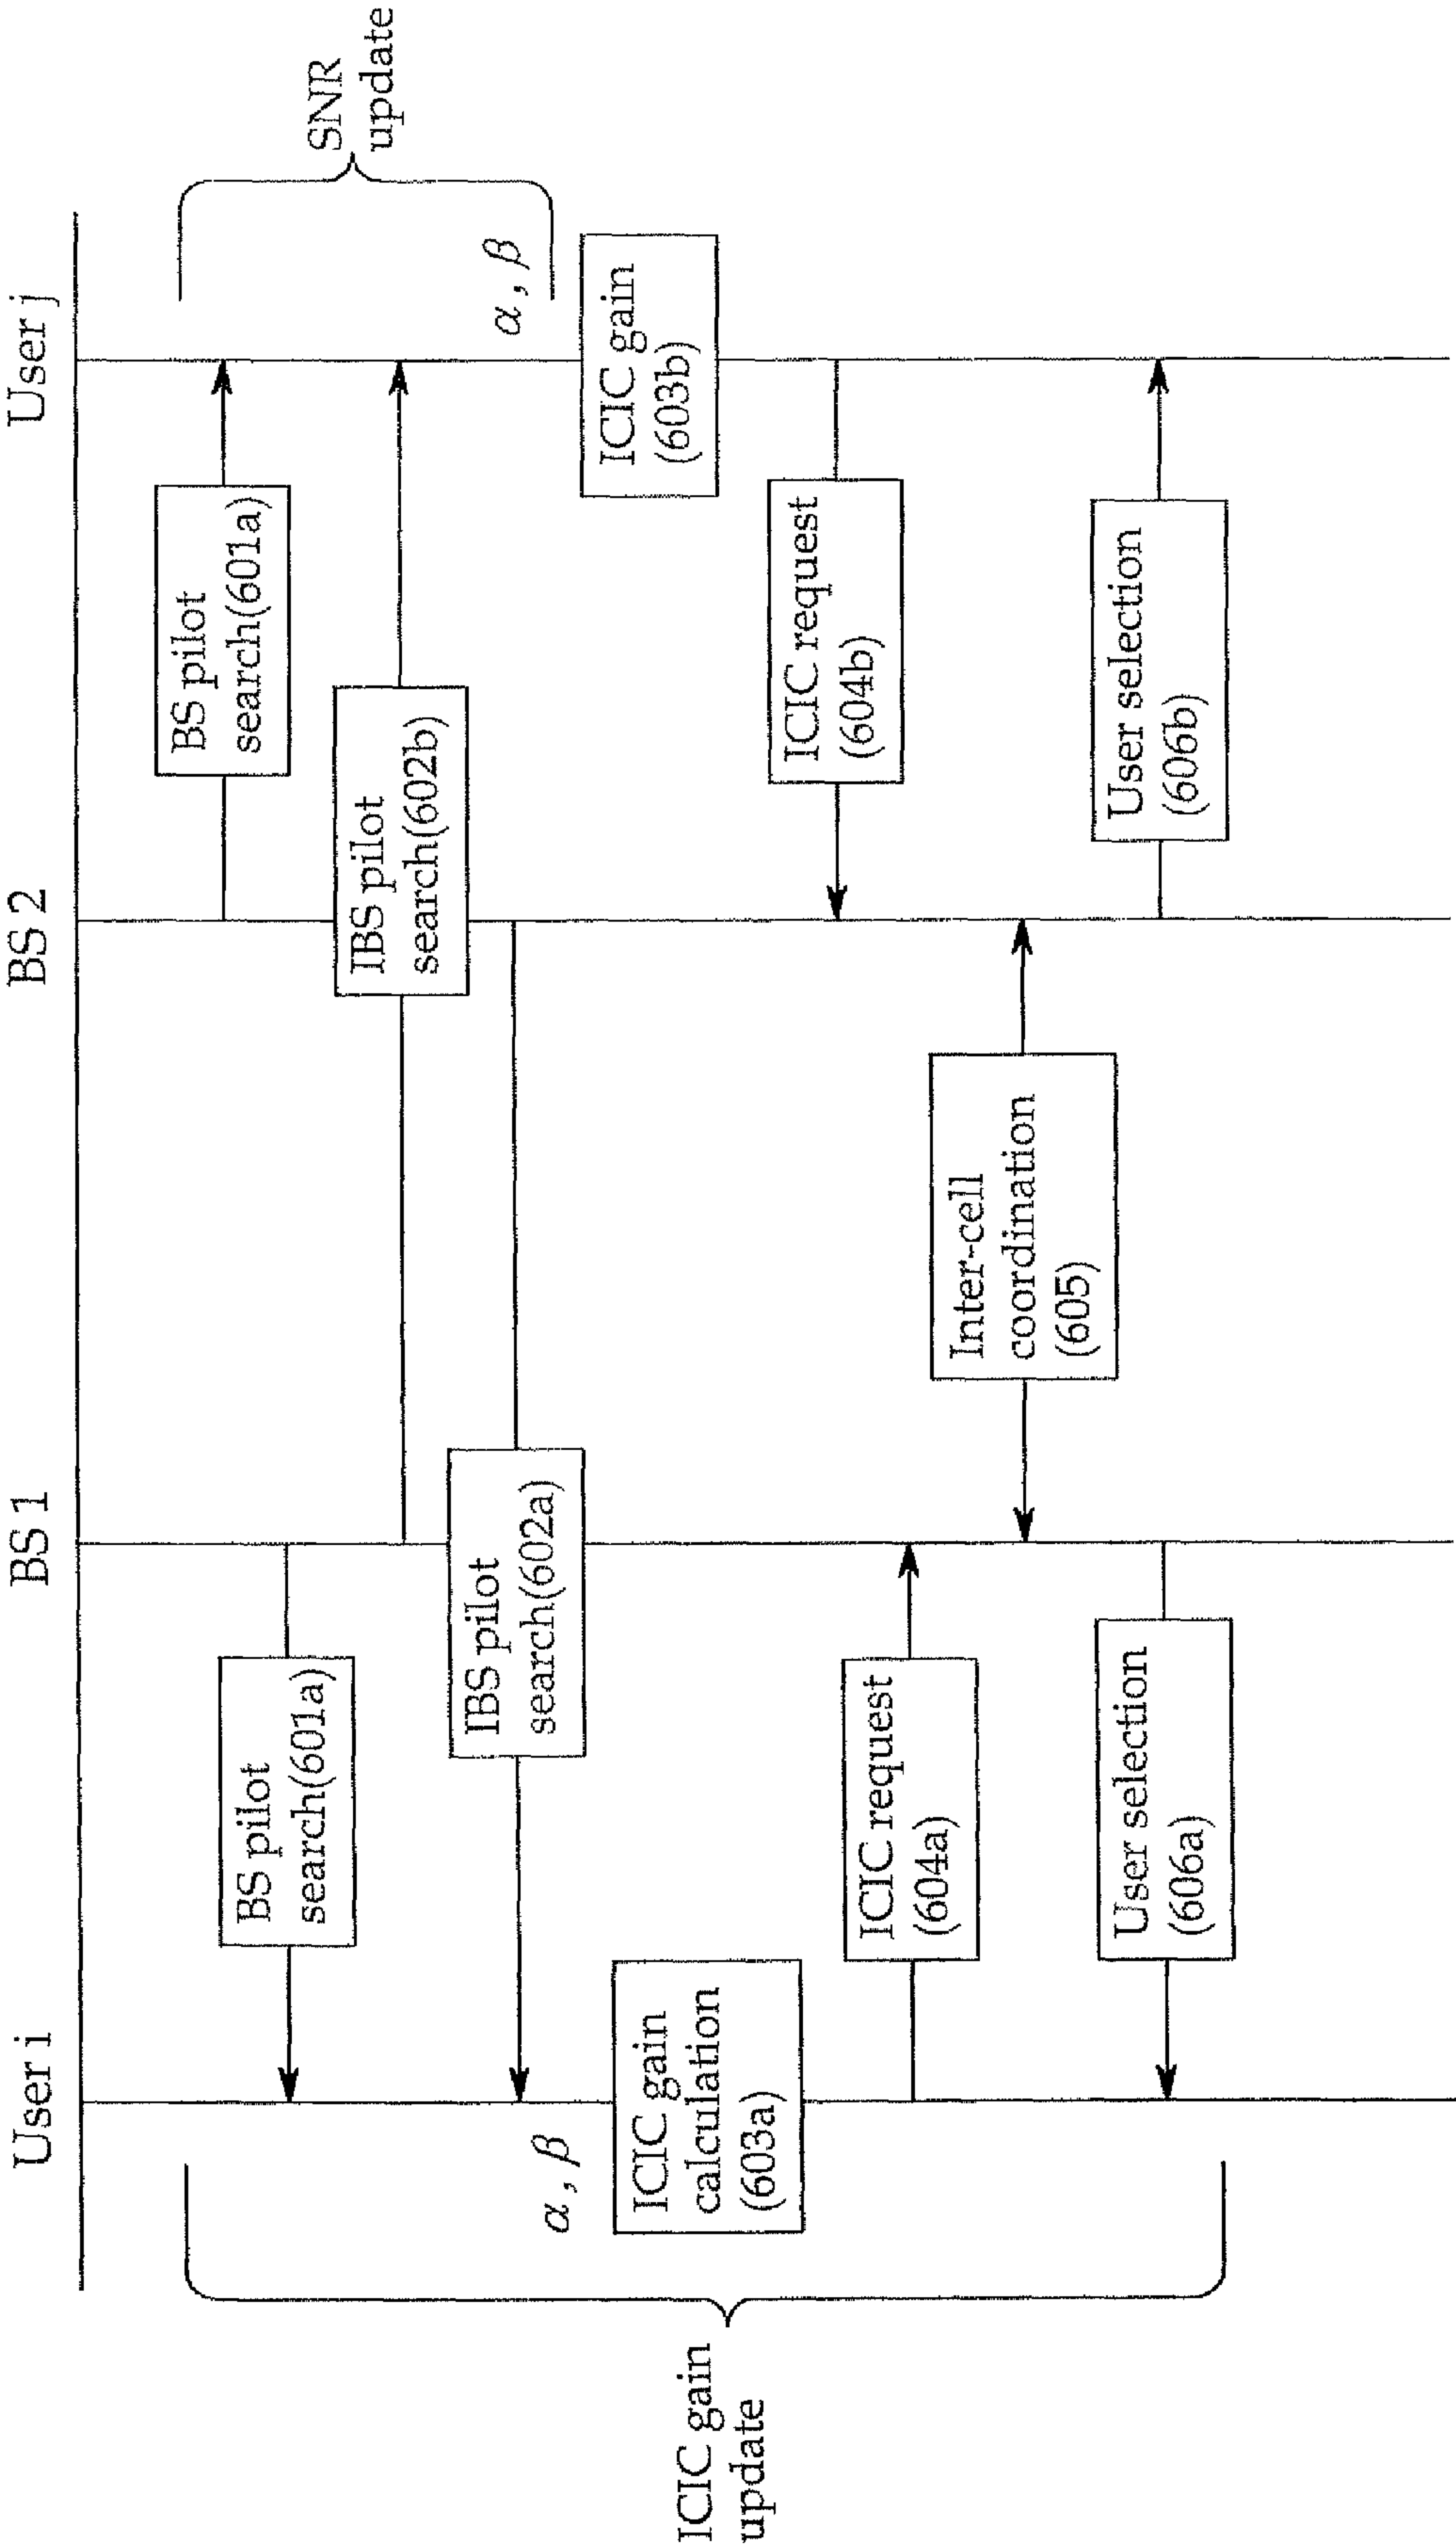 User i
BS 1
BS 2
User j
BS pilot
search(601a)
BS pilot
search(601a)
IBS pilot
search(602b)
IBS pilot
search(602a)
SNR
update
α , β
α , β
ICIC gain
(603b)
ICIC gain
calculation
(603a)
ICIC request
(604b)
ICIC request
(604a)
Inter-cell
coordination
(605)
User selection
(606b)
User selection
(606a)
ICIC gain
update